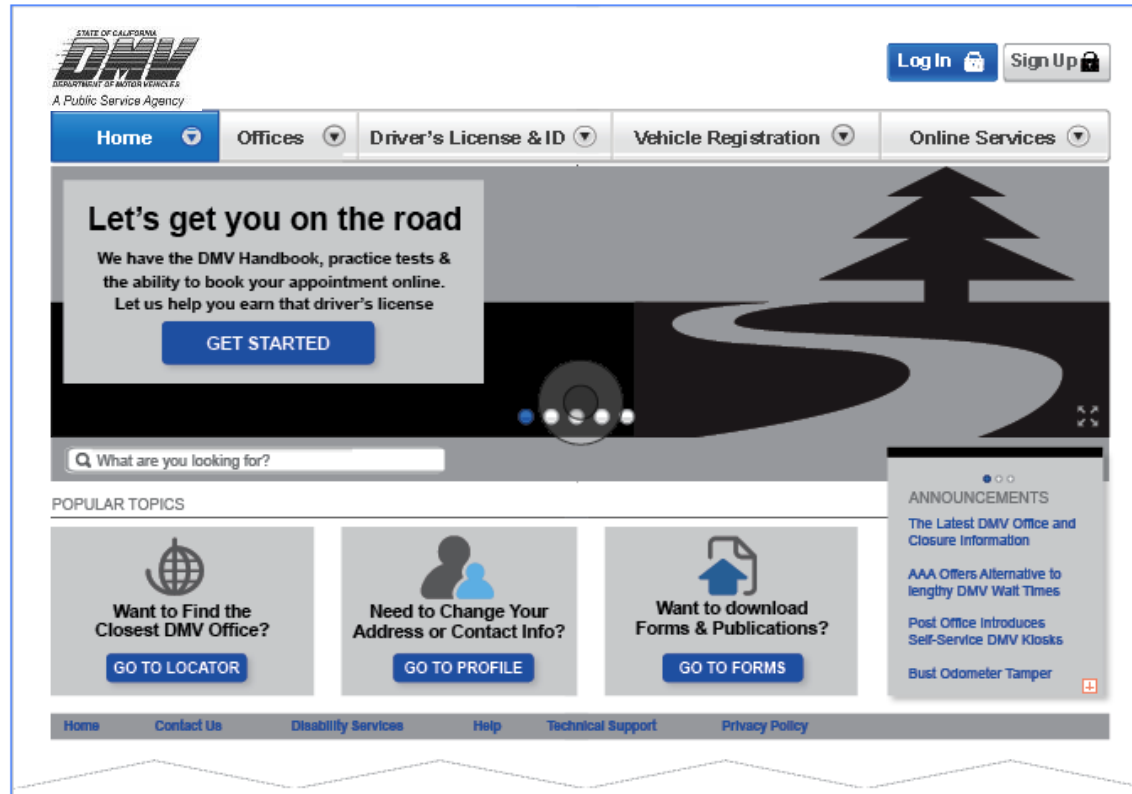 STATE OF CALIFORNIA
DMV
DEPARTMENT OF MOTOR VEHICLES
A Public Service Agency
Log In
Sign Up
Home
Offices
Driver's License & ID
Vehicle Registration
Online Services
Let's get you on the road
We have the DMV Handbook, practice tests &
the ability to book your appointment online.
Let us help you earn that driver's license
GET STARTED
What are you looking for?
POPULAR TOPICS
Want to Find the
Closest DMV Office?
GO TO LOCATOR
Need to Change Your
Address or Contact Info?
GO TO PROFILE
Want to download
Forms & Publications?
GO TO FORMS
ANNOUNCEMENTS
The Latest DMV Office and
Closure Information
AAA Offers Alternative to
lengthy DMV Wait Times
Post Office Introduces
Self-Service DMV Kiosks
Bust Odometer Tamper
Home
Contact Us
Disability Services
Help
Technical Support
Privacy Policy